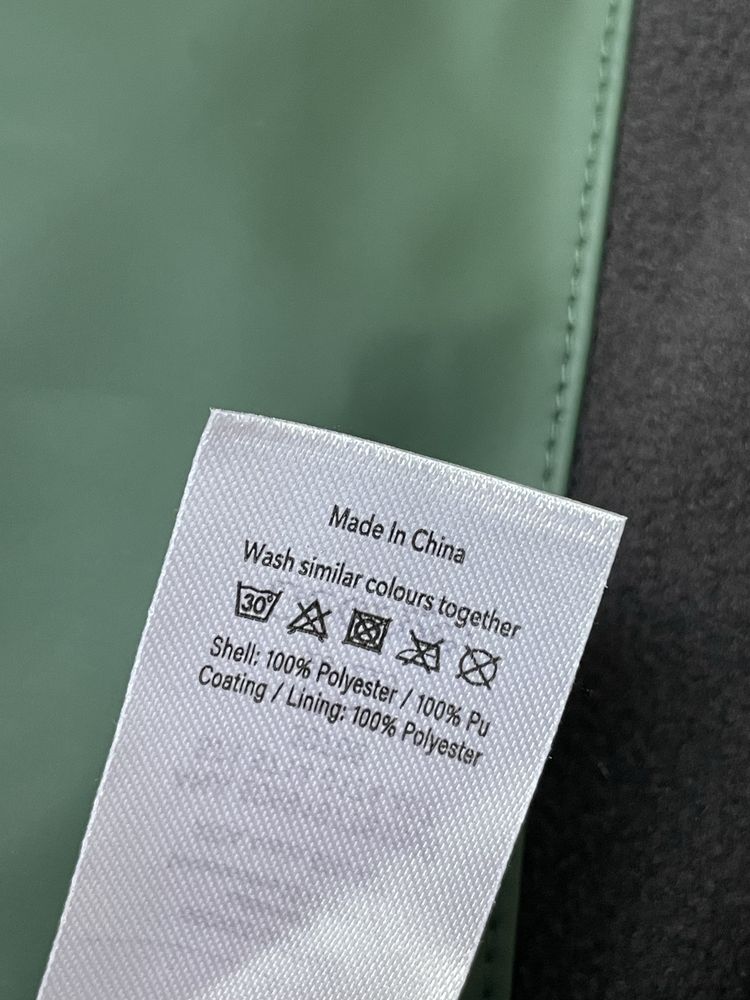 Made In China
Wash similar colours together
30°
Shell: 100% Polyester / 100% Pu
Coating / Lining: 100% Polyester